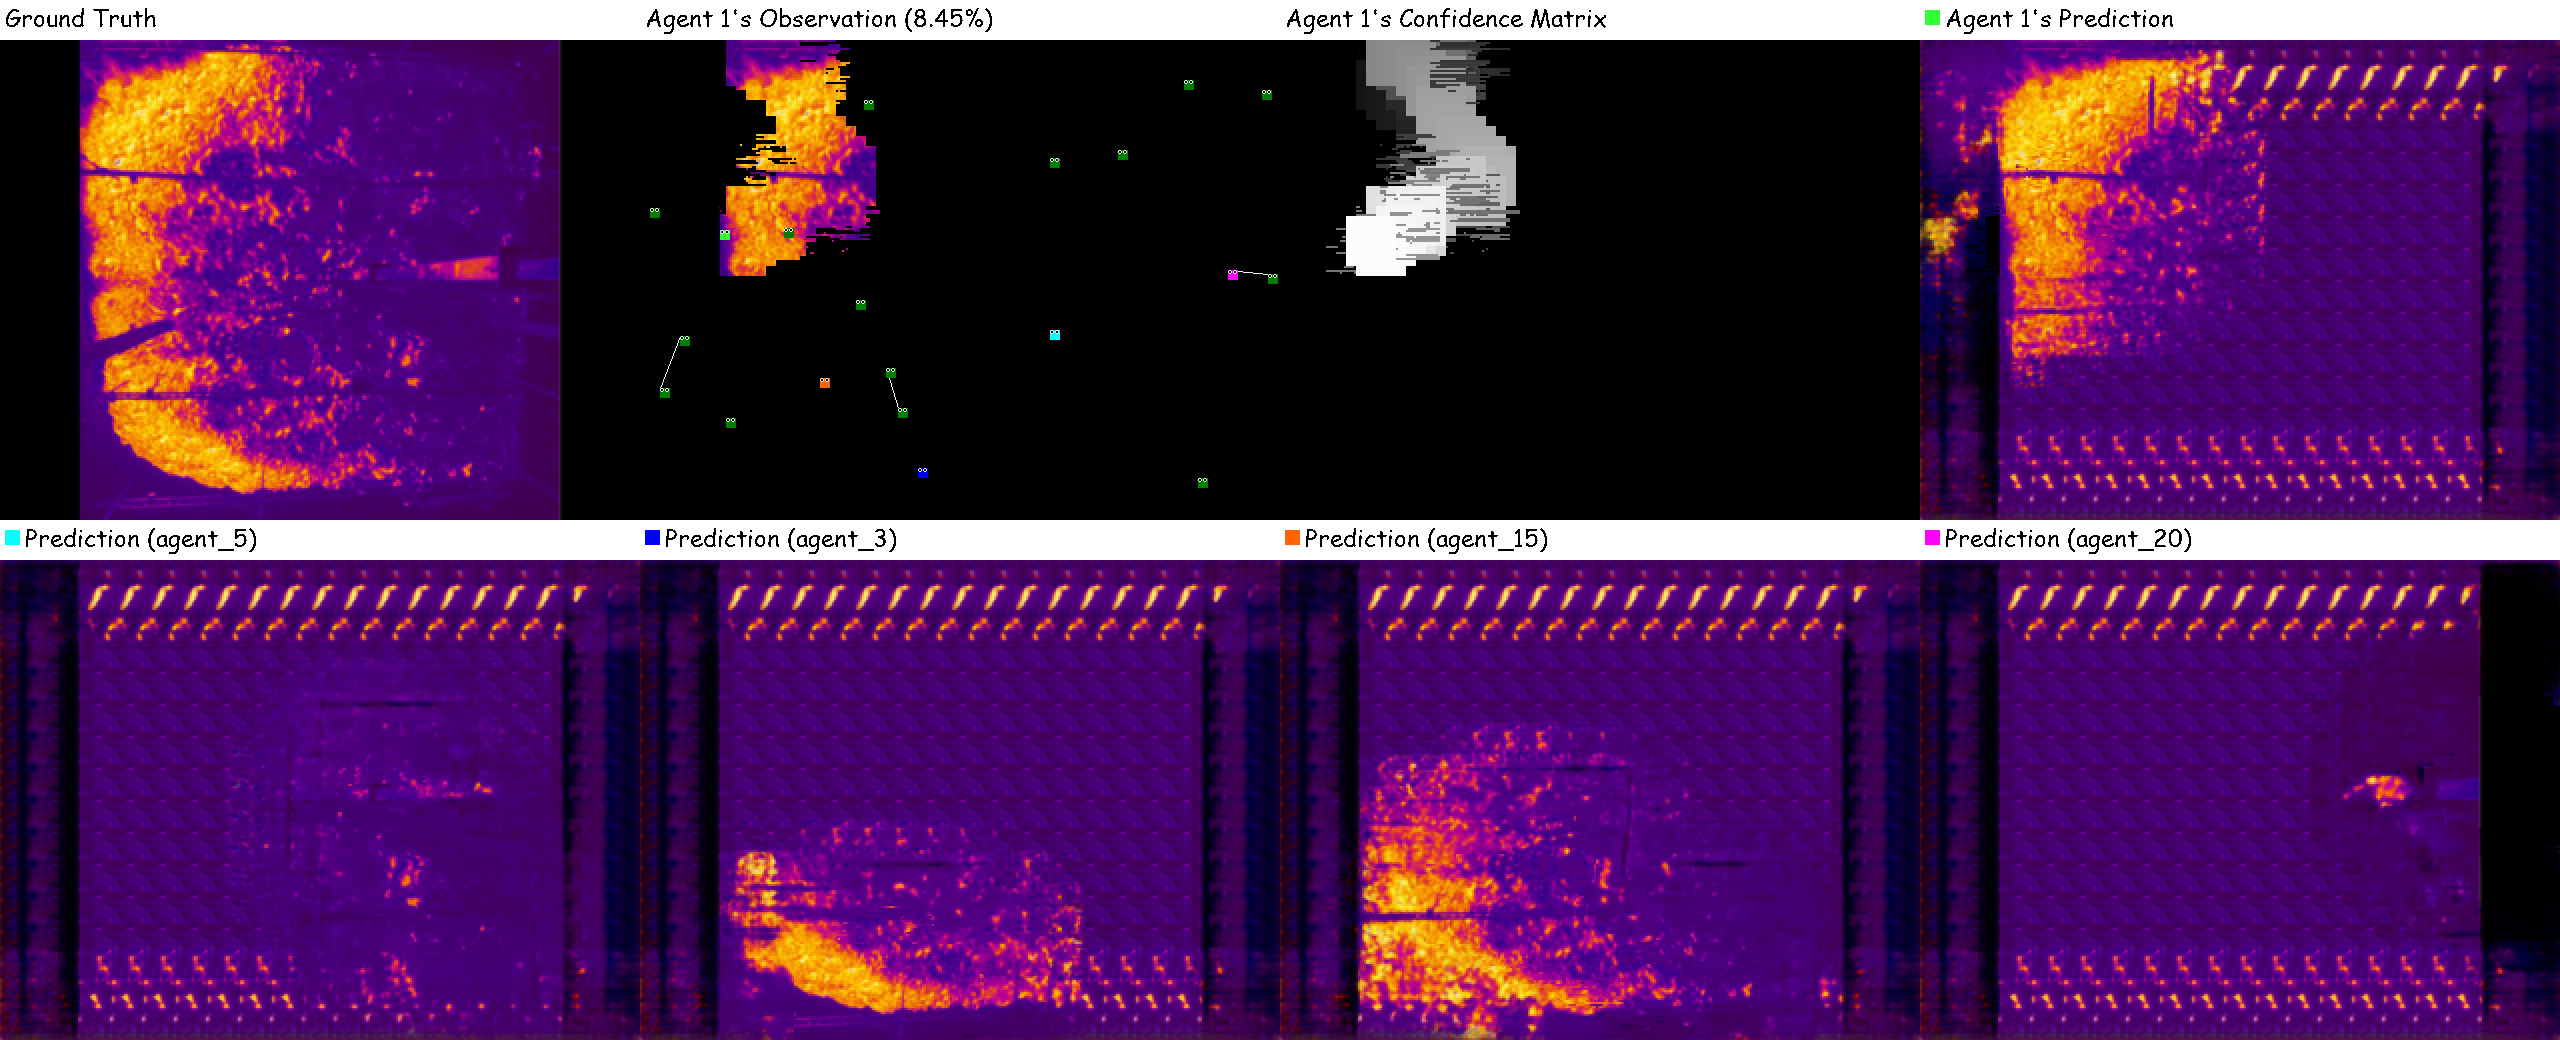 Ground Truth
Agent 1's Observation (8.45%)
Agent 1's Confidence Matrix
Agent 1's Prediction
Prediction (agent_5)
Prediction (agent_3)
Prediction (agent_15)
Prediction (agent_20)